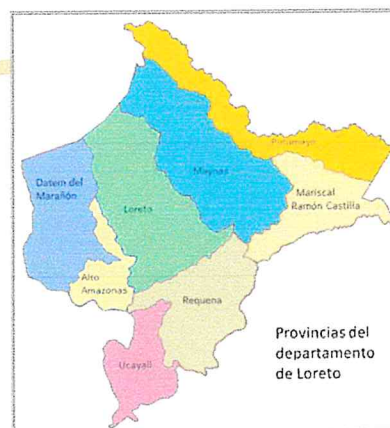 Putumayo
Maynas
Mariscal
Ramón Castilla
Datem del
Marañón
Loreto
Alto
Amazonas
Requena
Ucayali
Provincias del
departamento
de Loreto